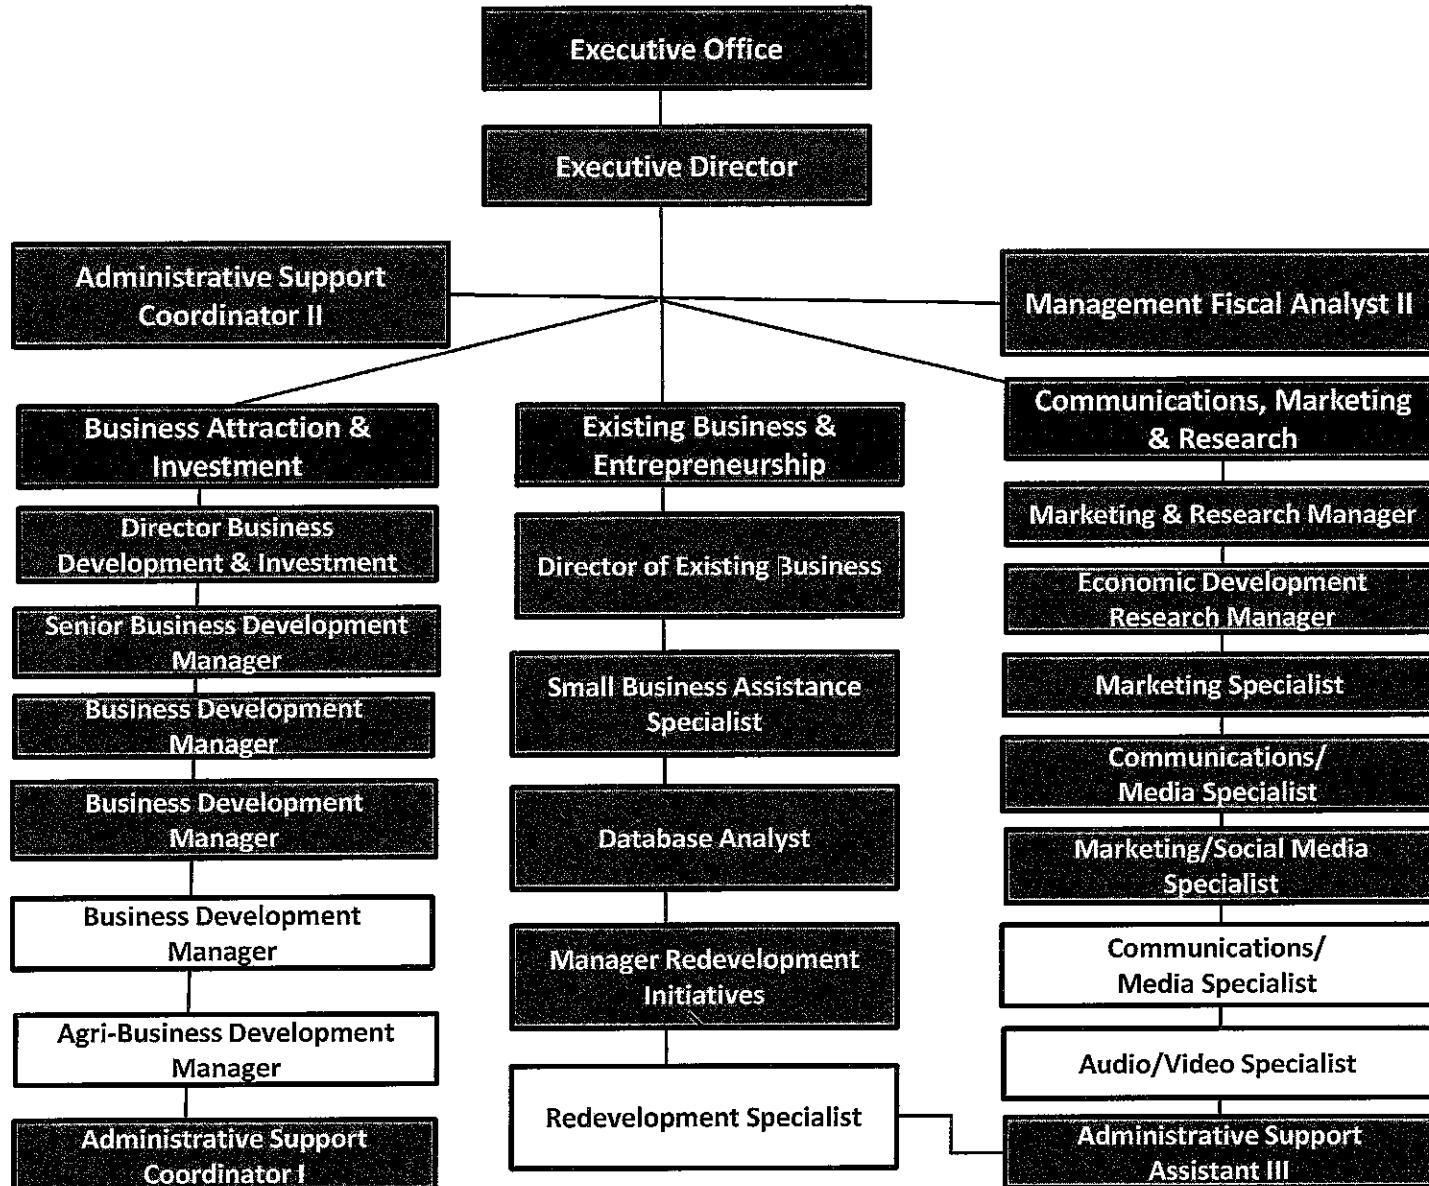 Executive Office
Executive Director
Administrative Support
Coordinator II
Management Fiscal Analyst II
Business Attraction &
Investment
Director Business
Development & Investment
Senior Business Development
Manager
Business Development
Manager
Business Development
Manager
Business Development
Manager
Agri-Business Development
Manager
Administrative Support
Coordinator I
Existing Business &
Entrepreneurship
Director of Existing Business
Small Business Assistance
Specialist
Database Analyst
Manager Redevelopment
Initiatives
Redevelopment Specialist
Communications, Marketing
& Research
Marketing & Research Manager
Economic Development
Research Manager
Marketing Specialist
Communications/
Media Specialist
Marketing/Social Media
Specialist
Communications/
Media Specialist
Audio/Video Specialist
Administrative Support
Assistant III